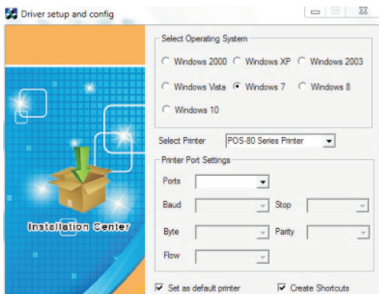 Driver setup and config
Select Operating System
Windows 2000 Windows XP Windows 2003
Windows Vista Windows 7 Windows 8
Windows 10
Select Printer POS-80 Series Printer
Printer Port Settings
Ports
Baud Stop
Byte Parity
Flow
Installation Center
Set as default printer Create Shortcuts